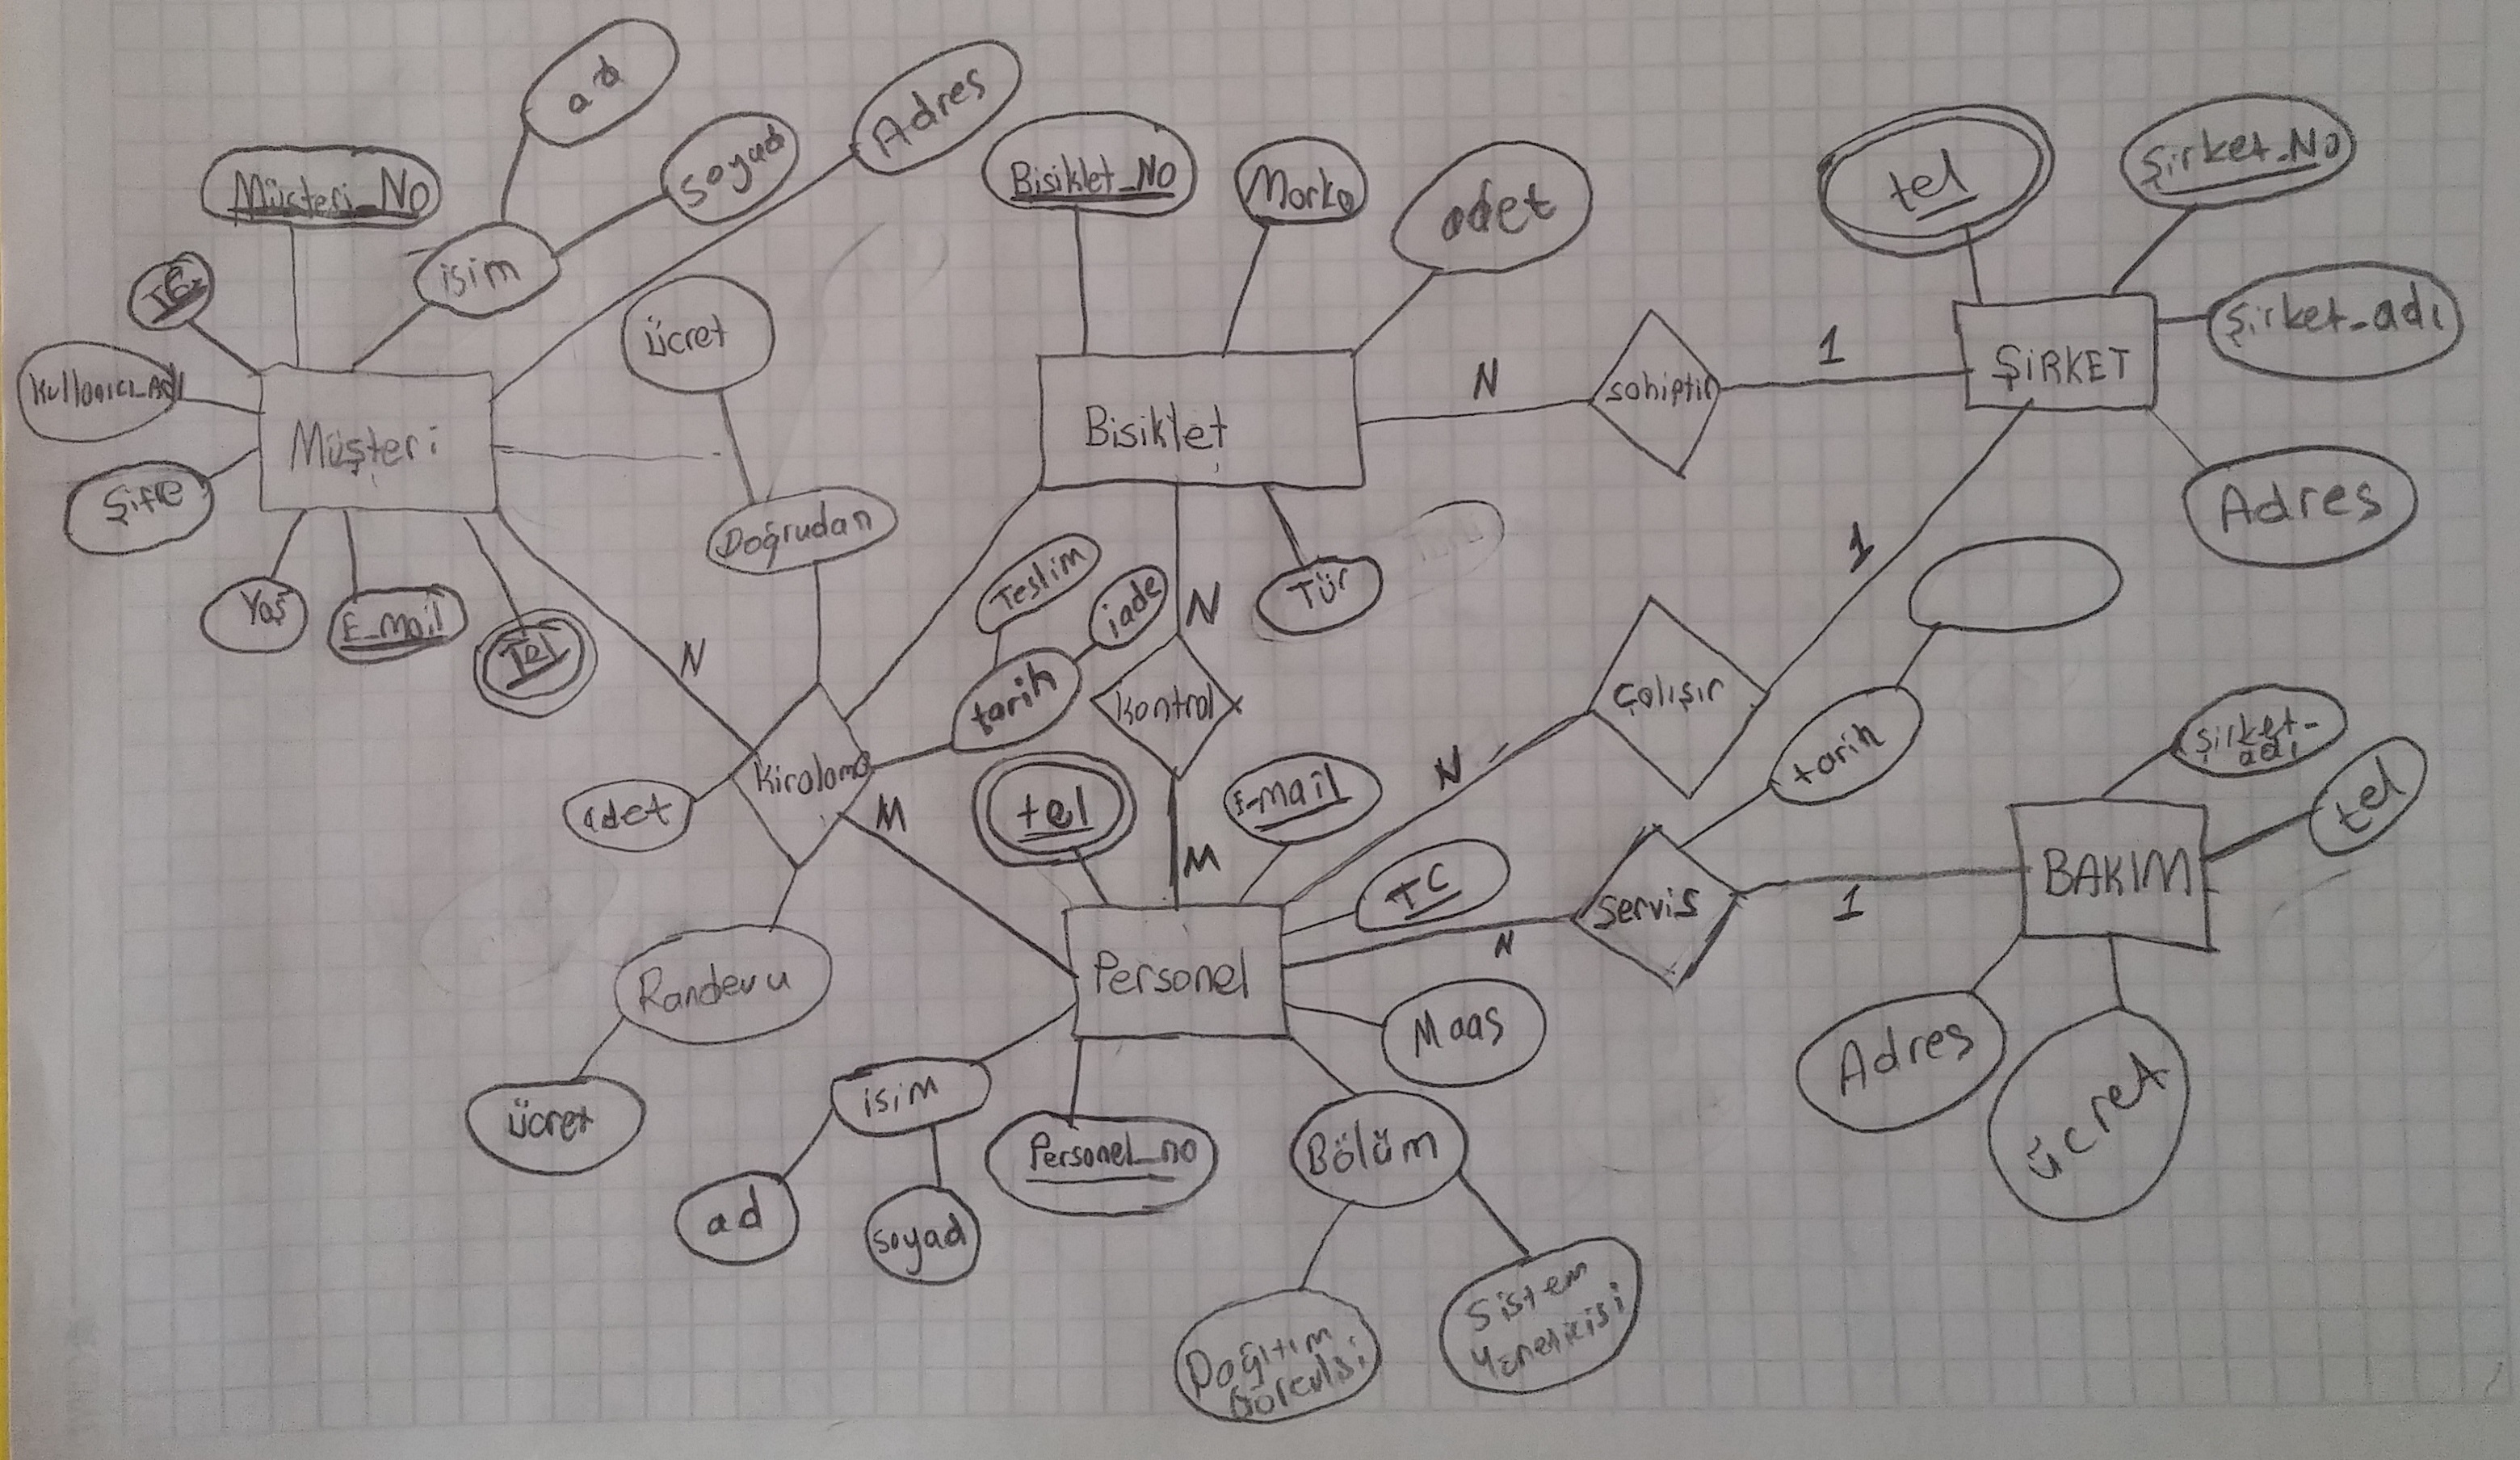 ad
Soyad
Adres
Müşteri_No
isim
TC
Kullanıcı_Adı
Müşteri
Şifre
Yaş
E_Mail
Tel
Bisiklet_No
Marka
adet
Bisiklet
Tür
N
sahiptir
1
tel
Şirket_No
Şirket_adı
ŞİRKET
Adres
ücret
Doğrudan
Teslim
iade
tarih
N
Kiralama
M
adet
Randevu
ücret
N
Kontrol
M
1
Çalışır
N
tel
E-mail
TC
Personel
Maaş
isim
ad
soyad
Personel_no
Bölüm
Dağıtım
Görevlisi
Sistem
Yöneticisi
N
Servis
1
tarih
Şirket-
adı
tel
BAKIM
Adres
ücret